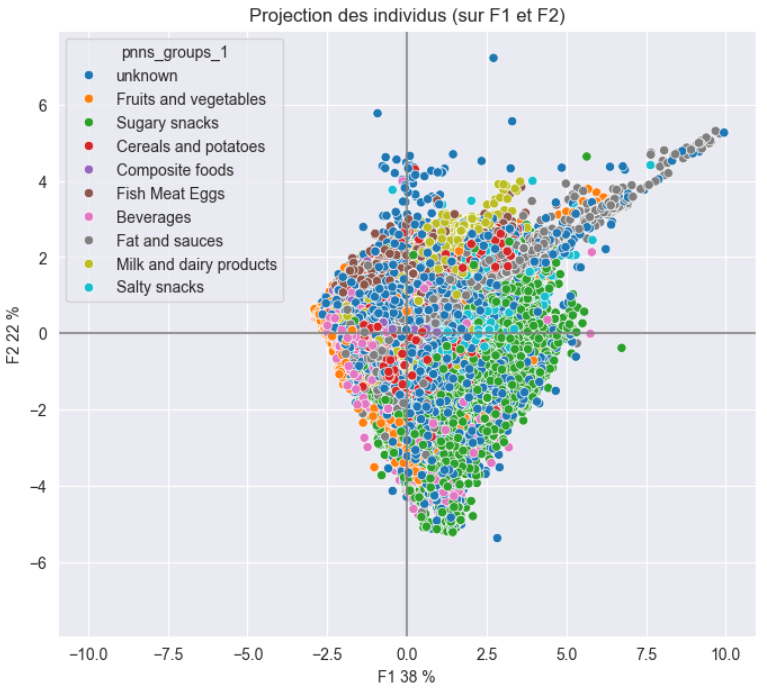 Projection des individus (sur F1 et F2)
pnns_groups_1
unknown
Fruits and vegetables
Sugary snacks
Cereals and potatoes
Composite foods
Fish Meat Eggs
Beverages
Fat and sauces
Milk and dairy products
Salty snacks
6
4
2
0
−2
−4
−6
F2 22 %
−10.0 −7.5 −5.0 −2.5 0.0 2.5 5.0 7.5 10.0
F1 38 %